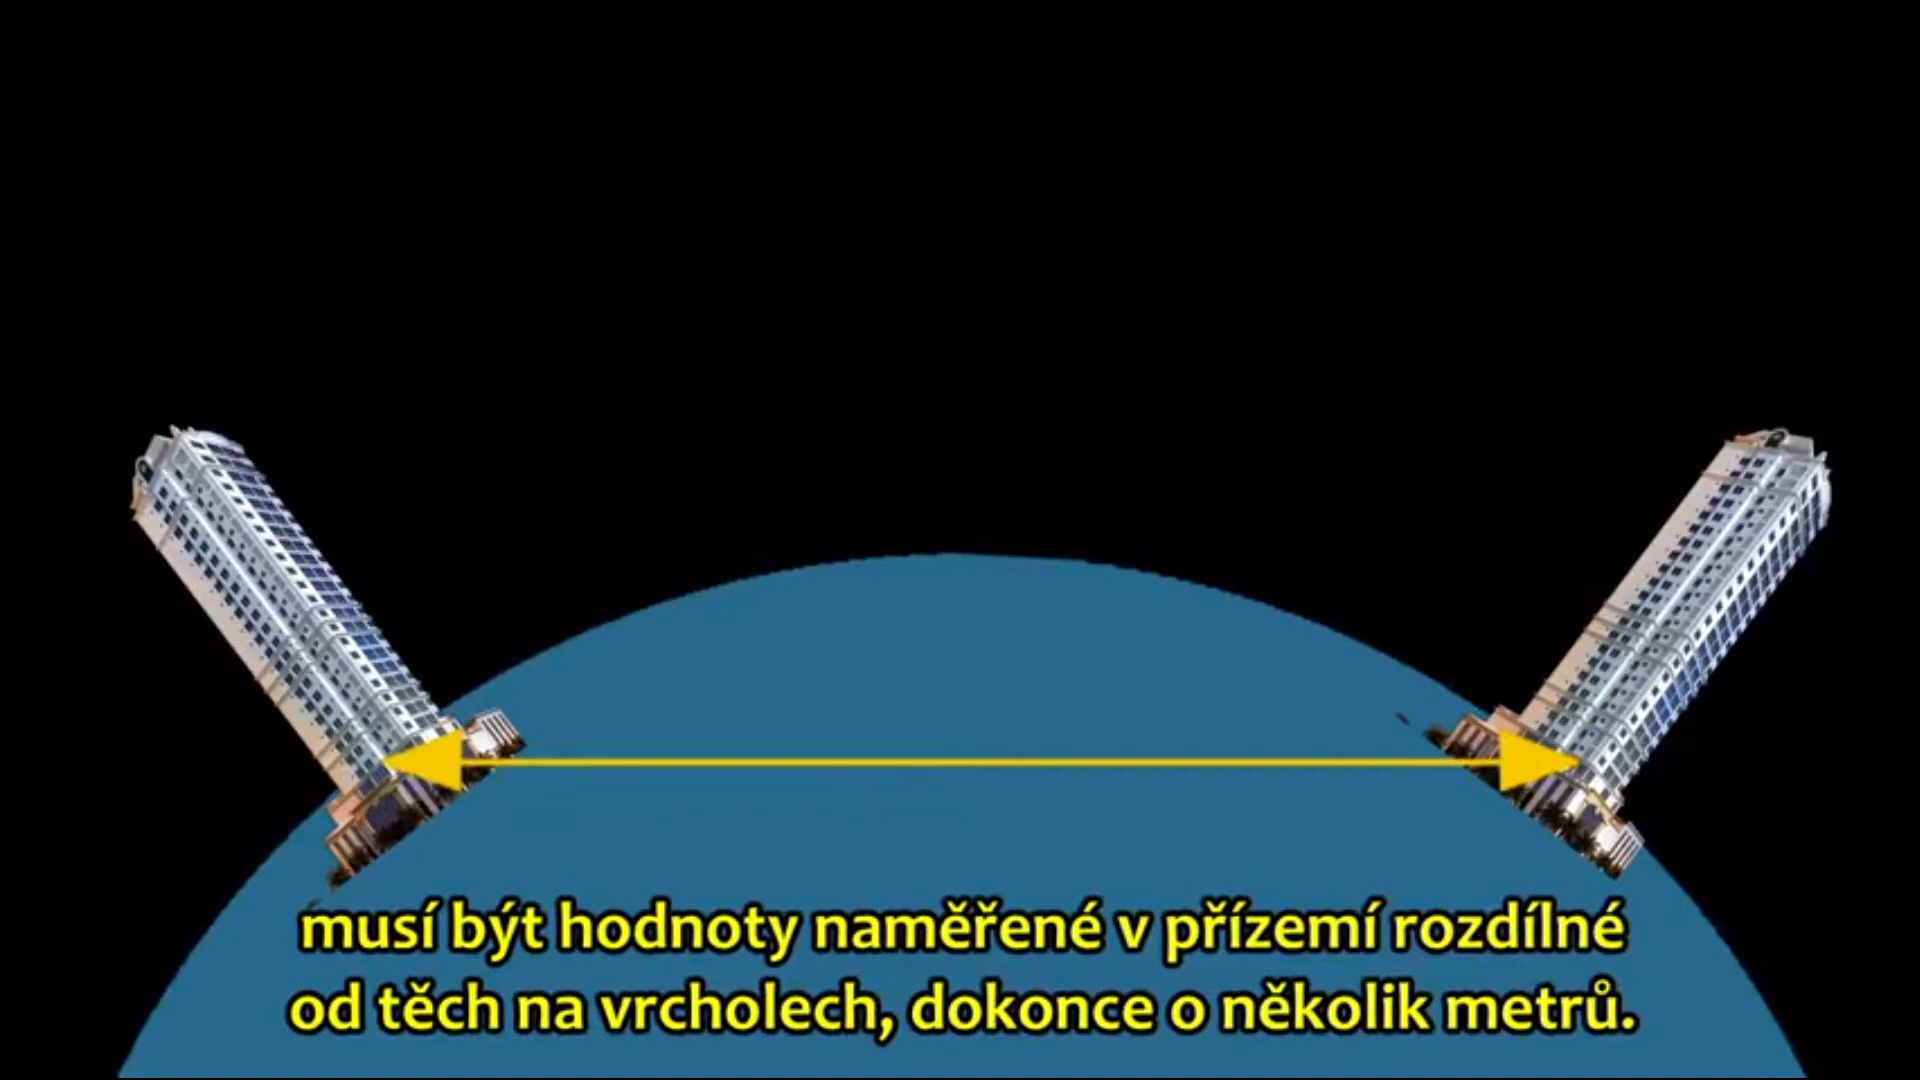 musí být hodnoty naměřené v přízemí rozdílné
od těch na vrcholech, dokonce o několik metrů.